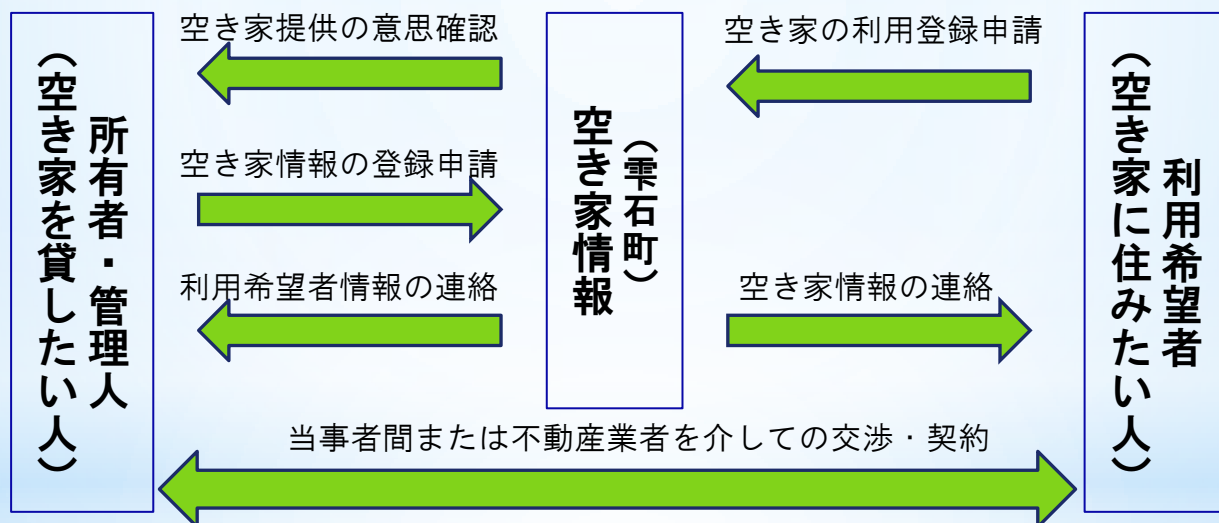 所有者・管理人
（空き家を貸したい人）
空き家提供の意思確認
空き家情報の登録申請
利用希望者情報の連絡
（雫石町）
空き家情報
空き家の利用登録申請
空き家情報の連絡
利用希望者
（空き家に住みたい人）
当事者間または不動産業者を介しての交渉・契約